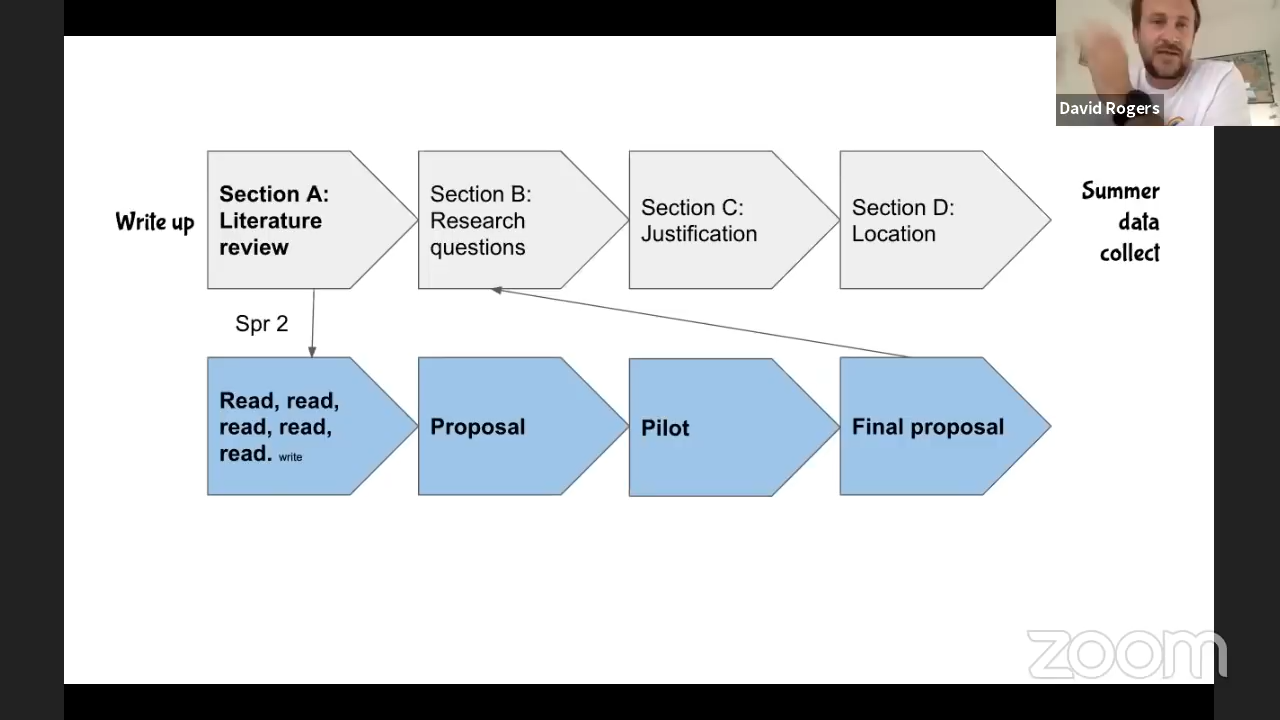 David Rogers
Write up
Section A:
Literature
review
Section B:
Research
questions
Section C:
Justification
Section D:
Location
Summer
data
collect
Spr 2
Read, read,
read, read,
read. write
Proposal
Pilot
Final proposal
zoom